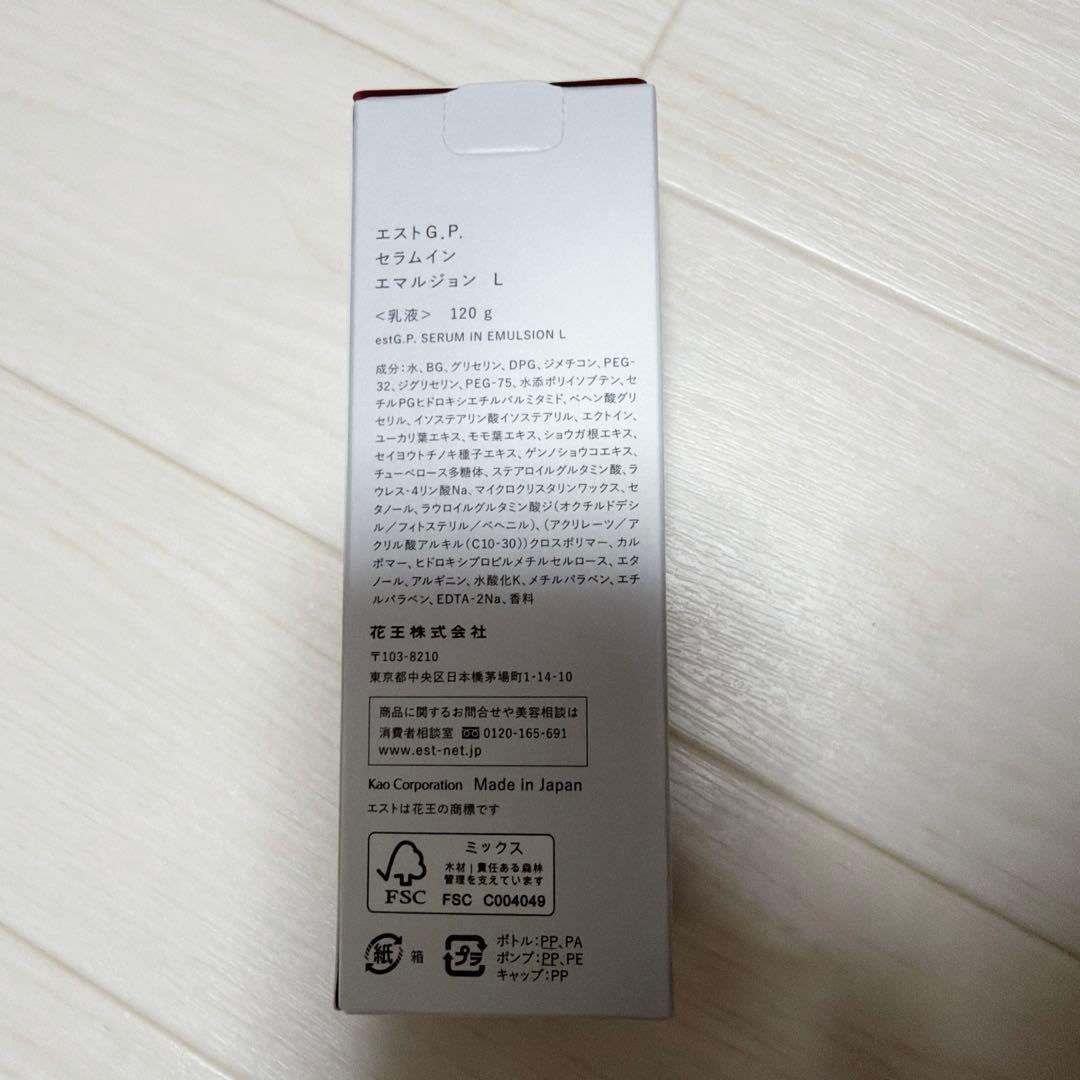 エストG.P.
セラムイン
エマルジョン L
<乳液> 120 g
estG.P. SERUM IN EMULSION L
成分:水、BG、グリセリン、DPG、ジメチコン、PEG-
32、ジグリセリン、PEG-75、水添ポリイソブテン、セ
チルPGヒドロキシエチルパルミタミド、ベヘン酸グリ
セリル、イソステアリン酸イソステアリル、エクトイン、
ユーカリ葉エキス、モモ葉エキス、ショウガ根エキス、
セイヨウトチノキ種子エキス、ゲンノショウコエキス、
チューベロース多糖体、ステアロイルグルタミン酸、ラ
ウレス-4リン酸Na、マイクロクリスタリンワックス、セ
タノール、ラウロイルグルタミン酸ジ(オクチルドデシ
ル/フィトステリル/ベヘニル)、(アクリレーツ/ア
クリル酸アルキル(C10-30))クロスポリマー、カル
ボマー、ヒドロキシプロピルメチルセルロース、エタ
ノール、アルギニン、水酸化K、メチルパラベン、エチ
ルパラベン、EDTA-2Na、香料
花王株式会社
〒103-8210
東京都中央区日本橋茅場町1-14-10
商品に関するお問合せや美容相談は
消費者相談室 0120-165-691
www.est-net.jp
Kao Corporation Made in Japan
エストは花王の商標です
ミックス
木材|責任ある森林
管理を支えています
FSC FSC C004049
紙 箱
プラ ボトル:PP、PA
ポンプ:PP、PE
キャップ:PP